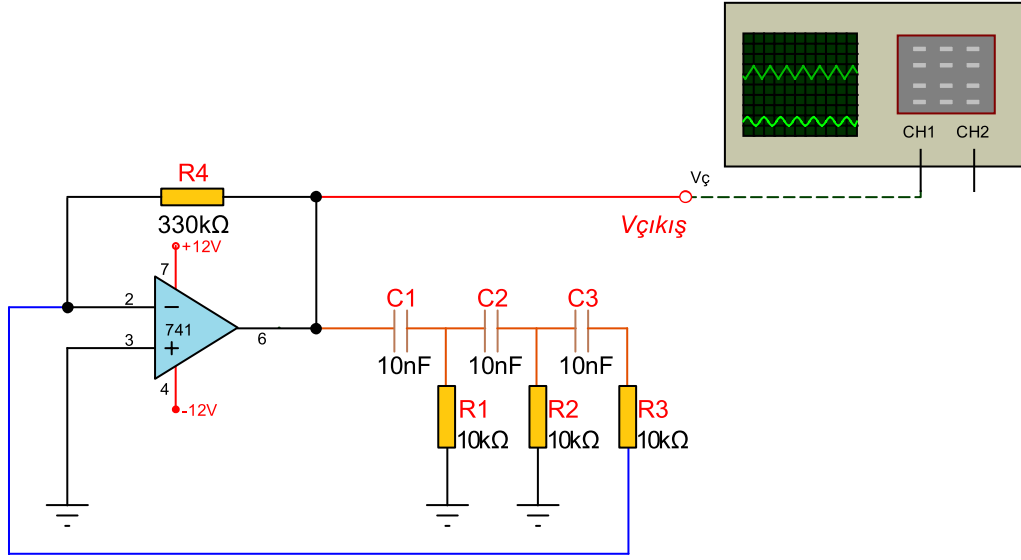 CH1 CH2
R4
330kΩ
+12V
7
2
−
741
3
+
6
4
-12V
Vç
Vçıkış
C1 C2 C3
10nF 10nF 10nF
R1 R2 R3
10kΩ 10kΩ 10kΩ